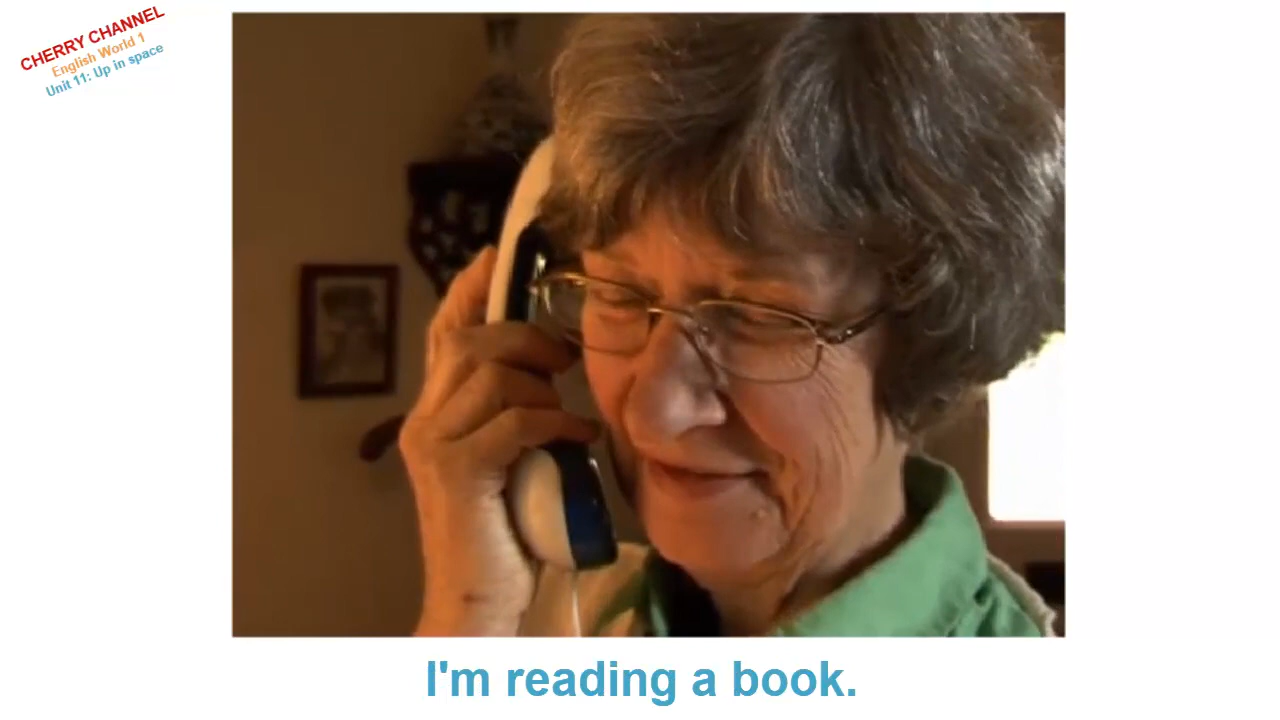 CHERRY CHANNEL
English World 1
Unit 11: Up in space
I'm reading a book.